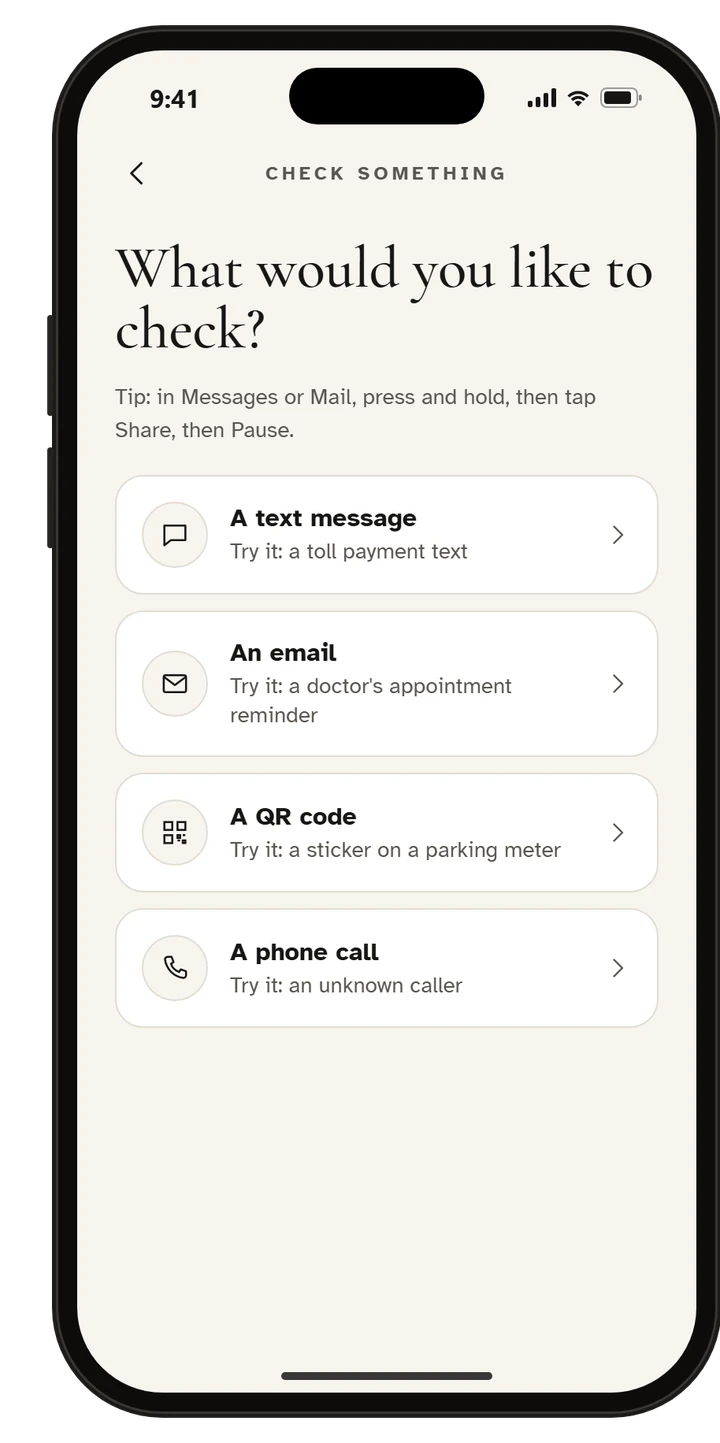 9:41
CHECK SOMETHING
What would you like to
check?
Tip: in Messages or Mail, press and hold, then tap
Share, then Pause.
A text message
Try it: a toll payment text
An email
Try it: a doctor's appointment
reminder
A QR code
Try it: a sticker on a parking meter
A phone call
Try it: an unknown caller